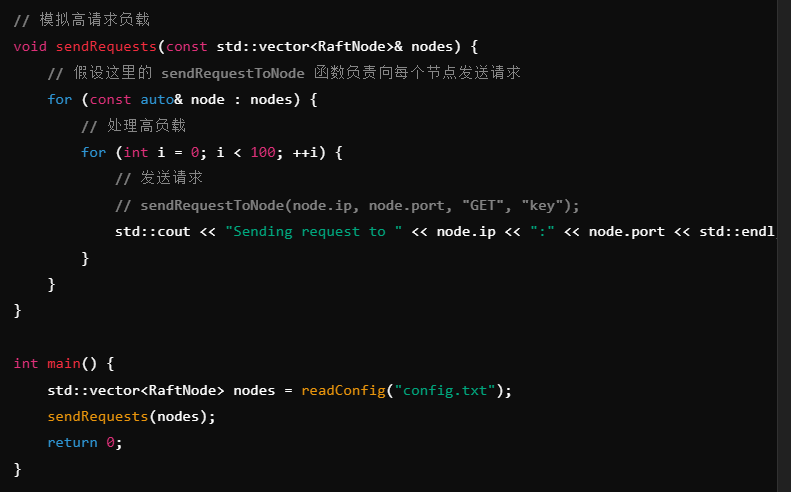 // 模拟高请求负载
void sendRequests(const std::vector<RaftNode>& nodes) {
    // 假设这里的 sendRequestToNode 函数负责向每个节点发送请求
    for (const auto& node : nodes) {
        // 处理高负载
        for (int i = 0; i < 100; ++i) {
            // 发送请求
            // sendRequestToNode(node.ip, node.port, "GET", "key");
            std::cout << "Sending request to " << node.ip << ":" << node.port << std::endl;
        }
    }
}
int main() {
    std::vector<RaftNode> nodes = readConfig("config.txt");
    sendRequests(nodes);
    return 0;
}